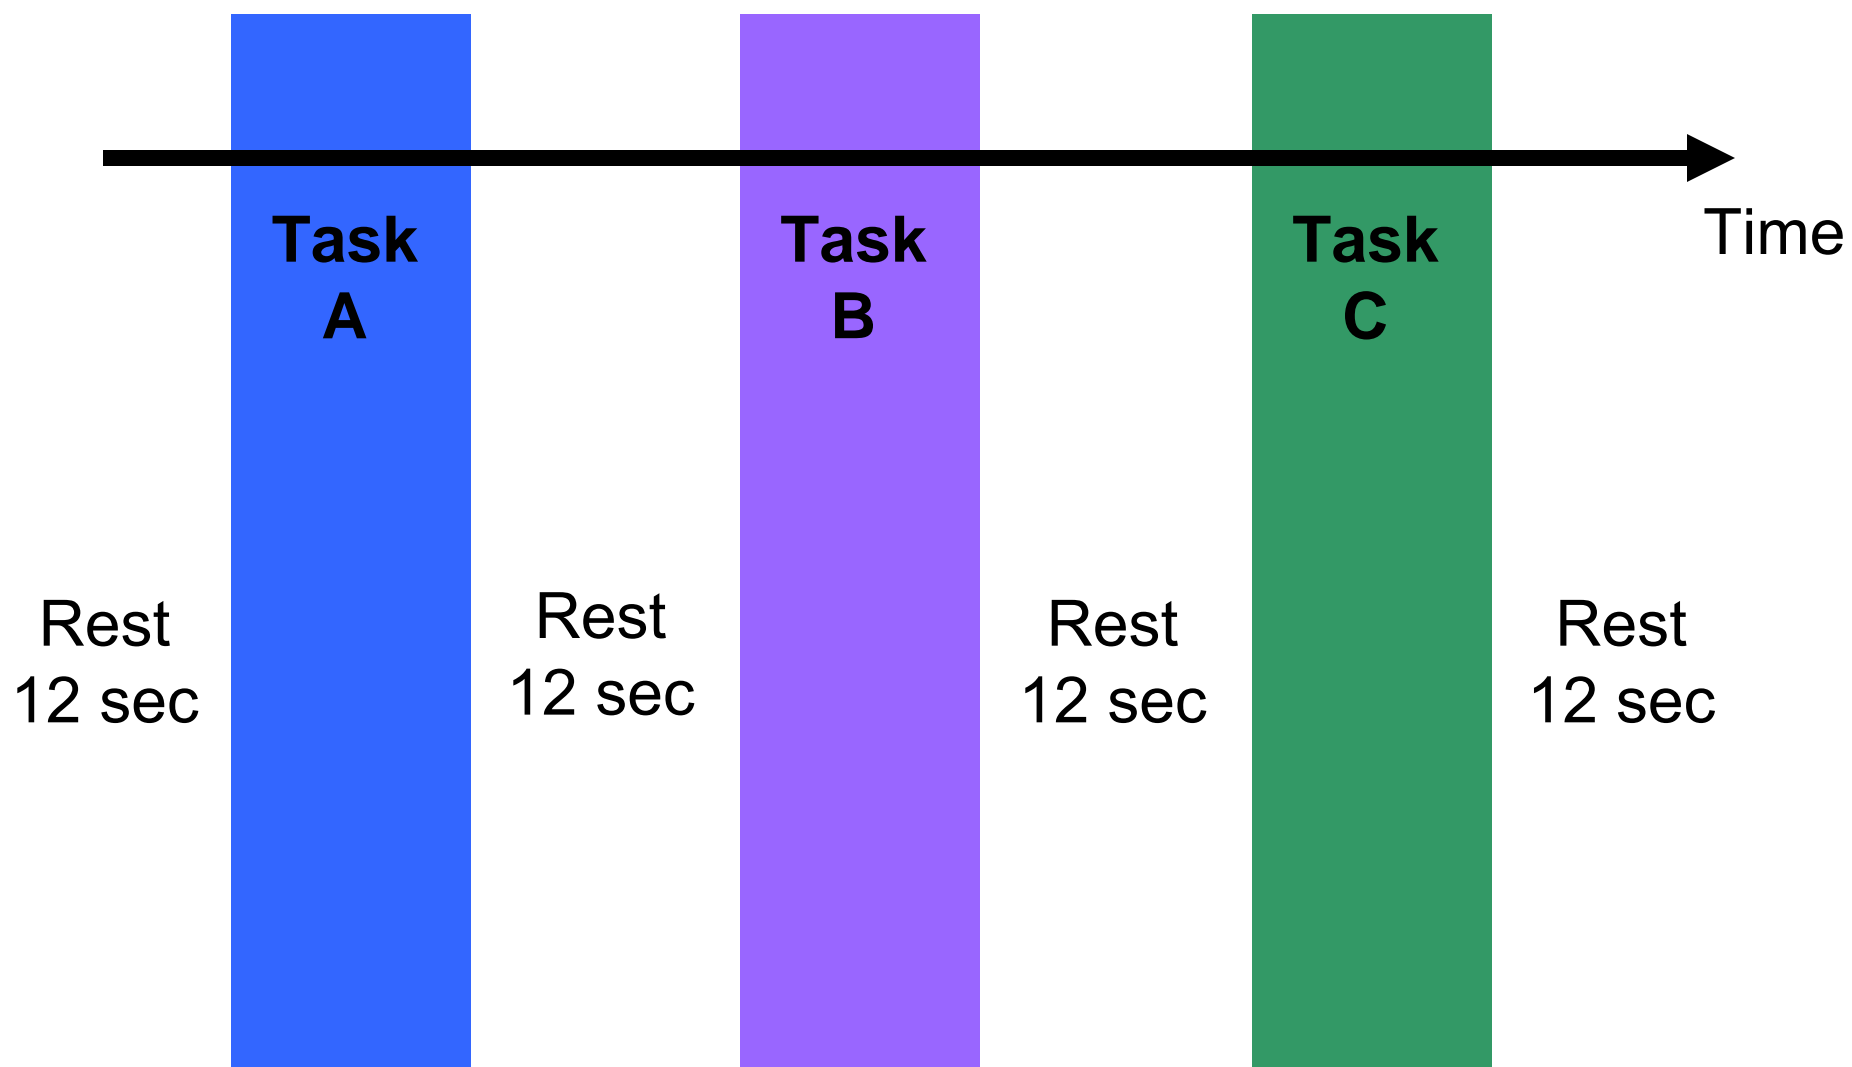 Task
A
Task
B
Task
C
Time
Rest
12 sec
Rest
12 sec
Rest
12 sec
Rest
12 sec